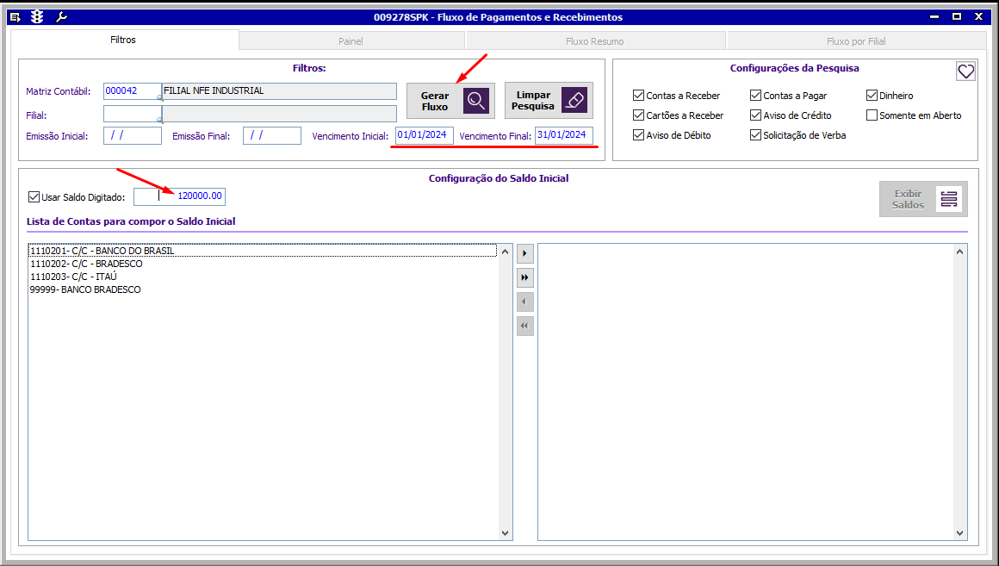 009278SPK - Fluxo de Pagamentos e Recebimentos
Filtros
Painel
Fluxo Resumo
Fluxo por Filial
Filtros:
Matriz Contábil: 000042 FILIAL NFE INDUSTRIAL
Filial:
Emissão Inicial: / / Emissão Final: / / Vencimento Inicial: 01/01/2024 Vencimento Final: 31/01/2024
Gerar
Fluxo
Limpar
Pesquisa
Configurações da Pesquisa
Contas a Receber Contas a Pagar Dinheiro
Cartões a Receber Aviso de Crédito Somente em Aberto
Aviso de Débito Solicitação de Verba
Configuração do Saldo Inicial
Usar Saldo Digitado: 120000.00
Exibir
Saldos
Lista de Contas para compor o Saldo Inicial
1110201- C/C - BANCO DO BRASIL
1110202- C/C - BRADESCO
1110203- C/C - ITAÚ
99999- BANCO BRADESCO